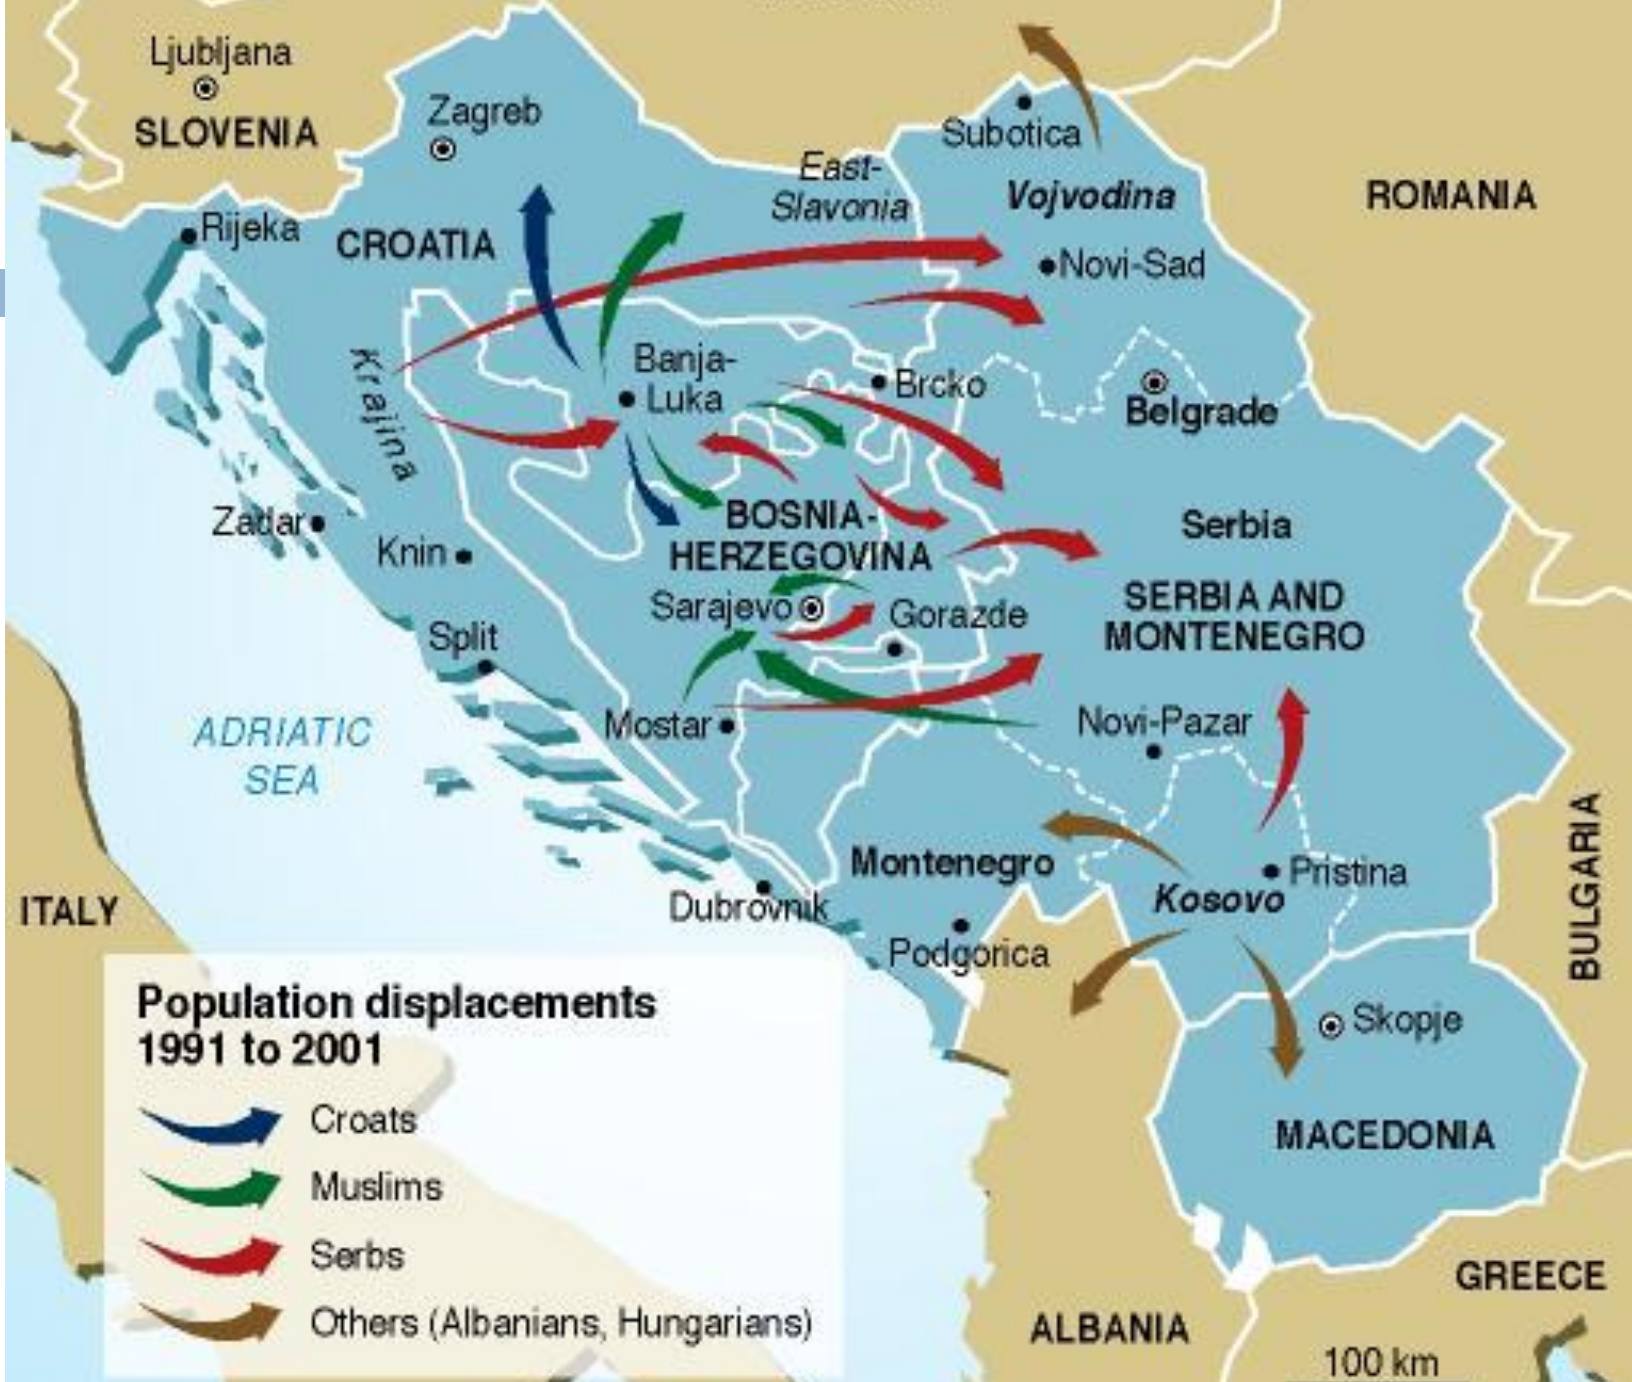 Ljubljana
SLOVENIA
Zagreb
Subotica
East-
Slavonia
Vojvodina
ROMANIA
Rijeka
CROATIA
Novi-Sad
Krajina
Banja-
Luka
Brcko
Belgrade
Zadar
Knin
BOSNIA-
HERZEGOVINA
Serbia
Sarajevo
Gorazde
SERBIA AND
MONTENEGRO
Split
ADRIATIC
SEA
Mostar
Novi-Pazar
Montenegro
Pristina
Kosovo
BULGARIA
ITALY
Dubrovnik
Podgorica
Skopje
MACEDONIA
Population displacements
1991 to 2001
Croats
Muslims
Serbs
Others (Albanians, Hungarians)
ALBANIA
GREECE
100 km